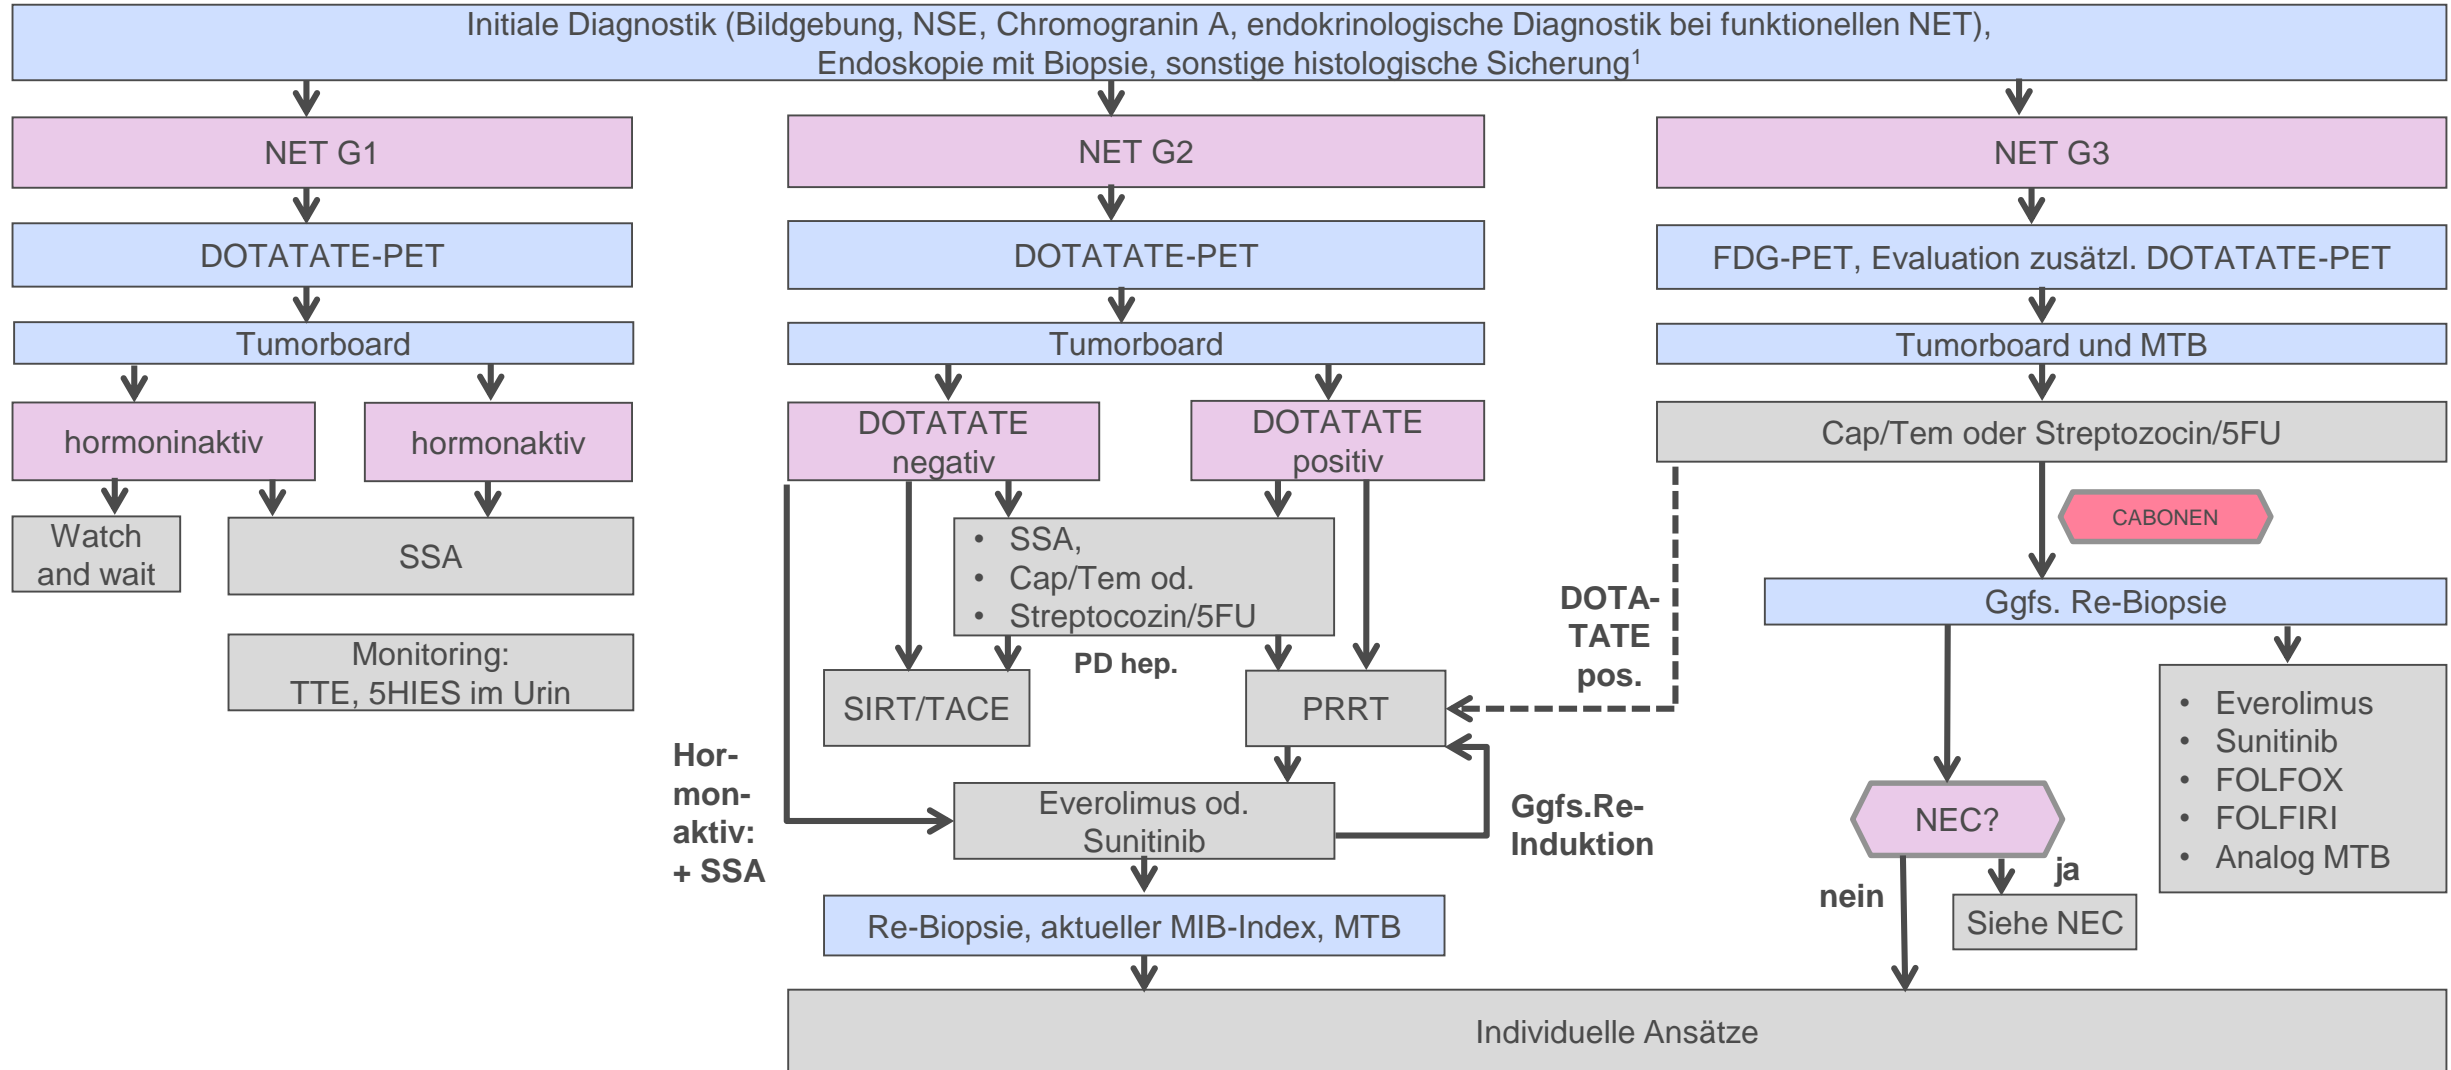 Initiale Diagnostik (Bildgebung, NSE, Chromogranin A, endokrinologische Diagnostik bei funktionellen NET),
Endoskopie mit Biopsie, sonstige histologische Sicherung¹
NET G1
NET G2
NET G3
DOTATATE-PET
DOTATATE-PET
FDG-PET, Evaluation zusätzl. DOTATATE-PET
Tumorboard
Tumorboard
Tumorboard und MTB
hormoninaktiv
hormonaktiv
DOTATATE
negativ
DOTATATE
positiv
Cap/Tem oder Streptozocin/5FU
Watch
and wait
SSA
• SSA,
• Cap/Tem od.
• Streptocozin/5FU
CABONEN
DOTA-
TATE
pos.
Ggfs. Re-Biopsie
Monitoring:
TTE, 5HIES im Urin
PD hep.
SIRT/TACE
PRRT
• Everolimus
• Sunitinib
• FOLFOX
• FOLFIRI
• Analog MTB
Hor-
mon-
aktiv:
+ SSA
Everolimus od.
Sunitinib
Ggfs.Re-
Induktion
NEC?
nein
ja
Siehe NEC
Re-Biopsie, aktueller MIB-Index, MTB
Individuelle Ansätze